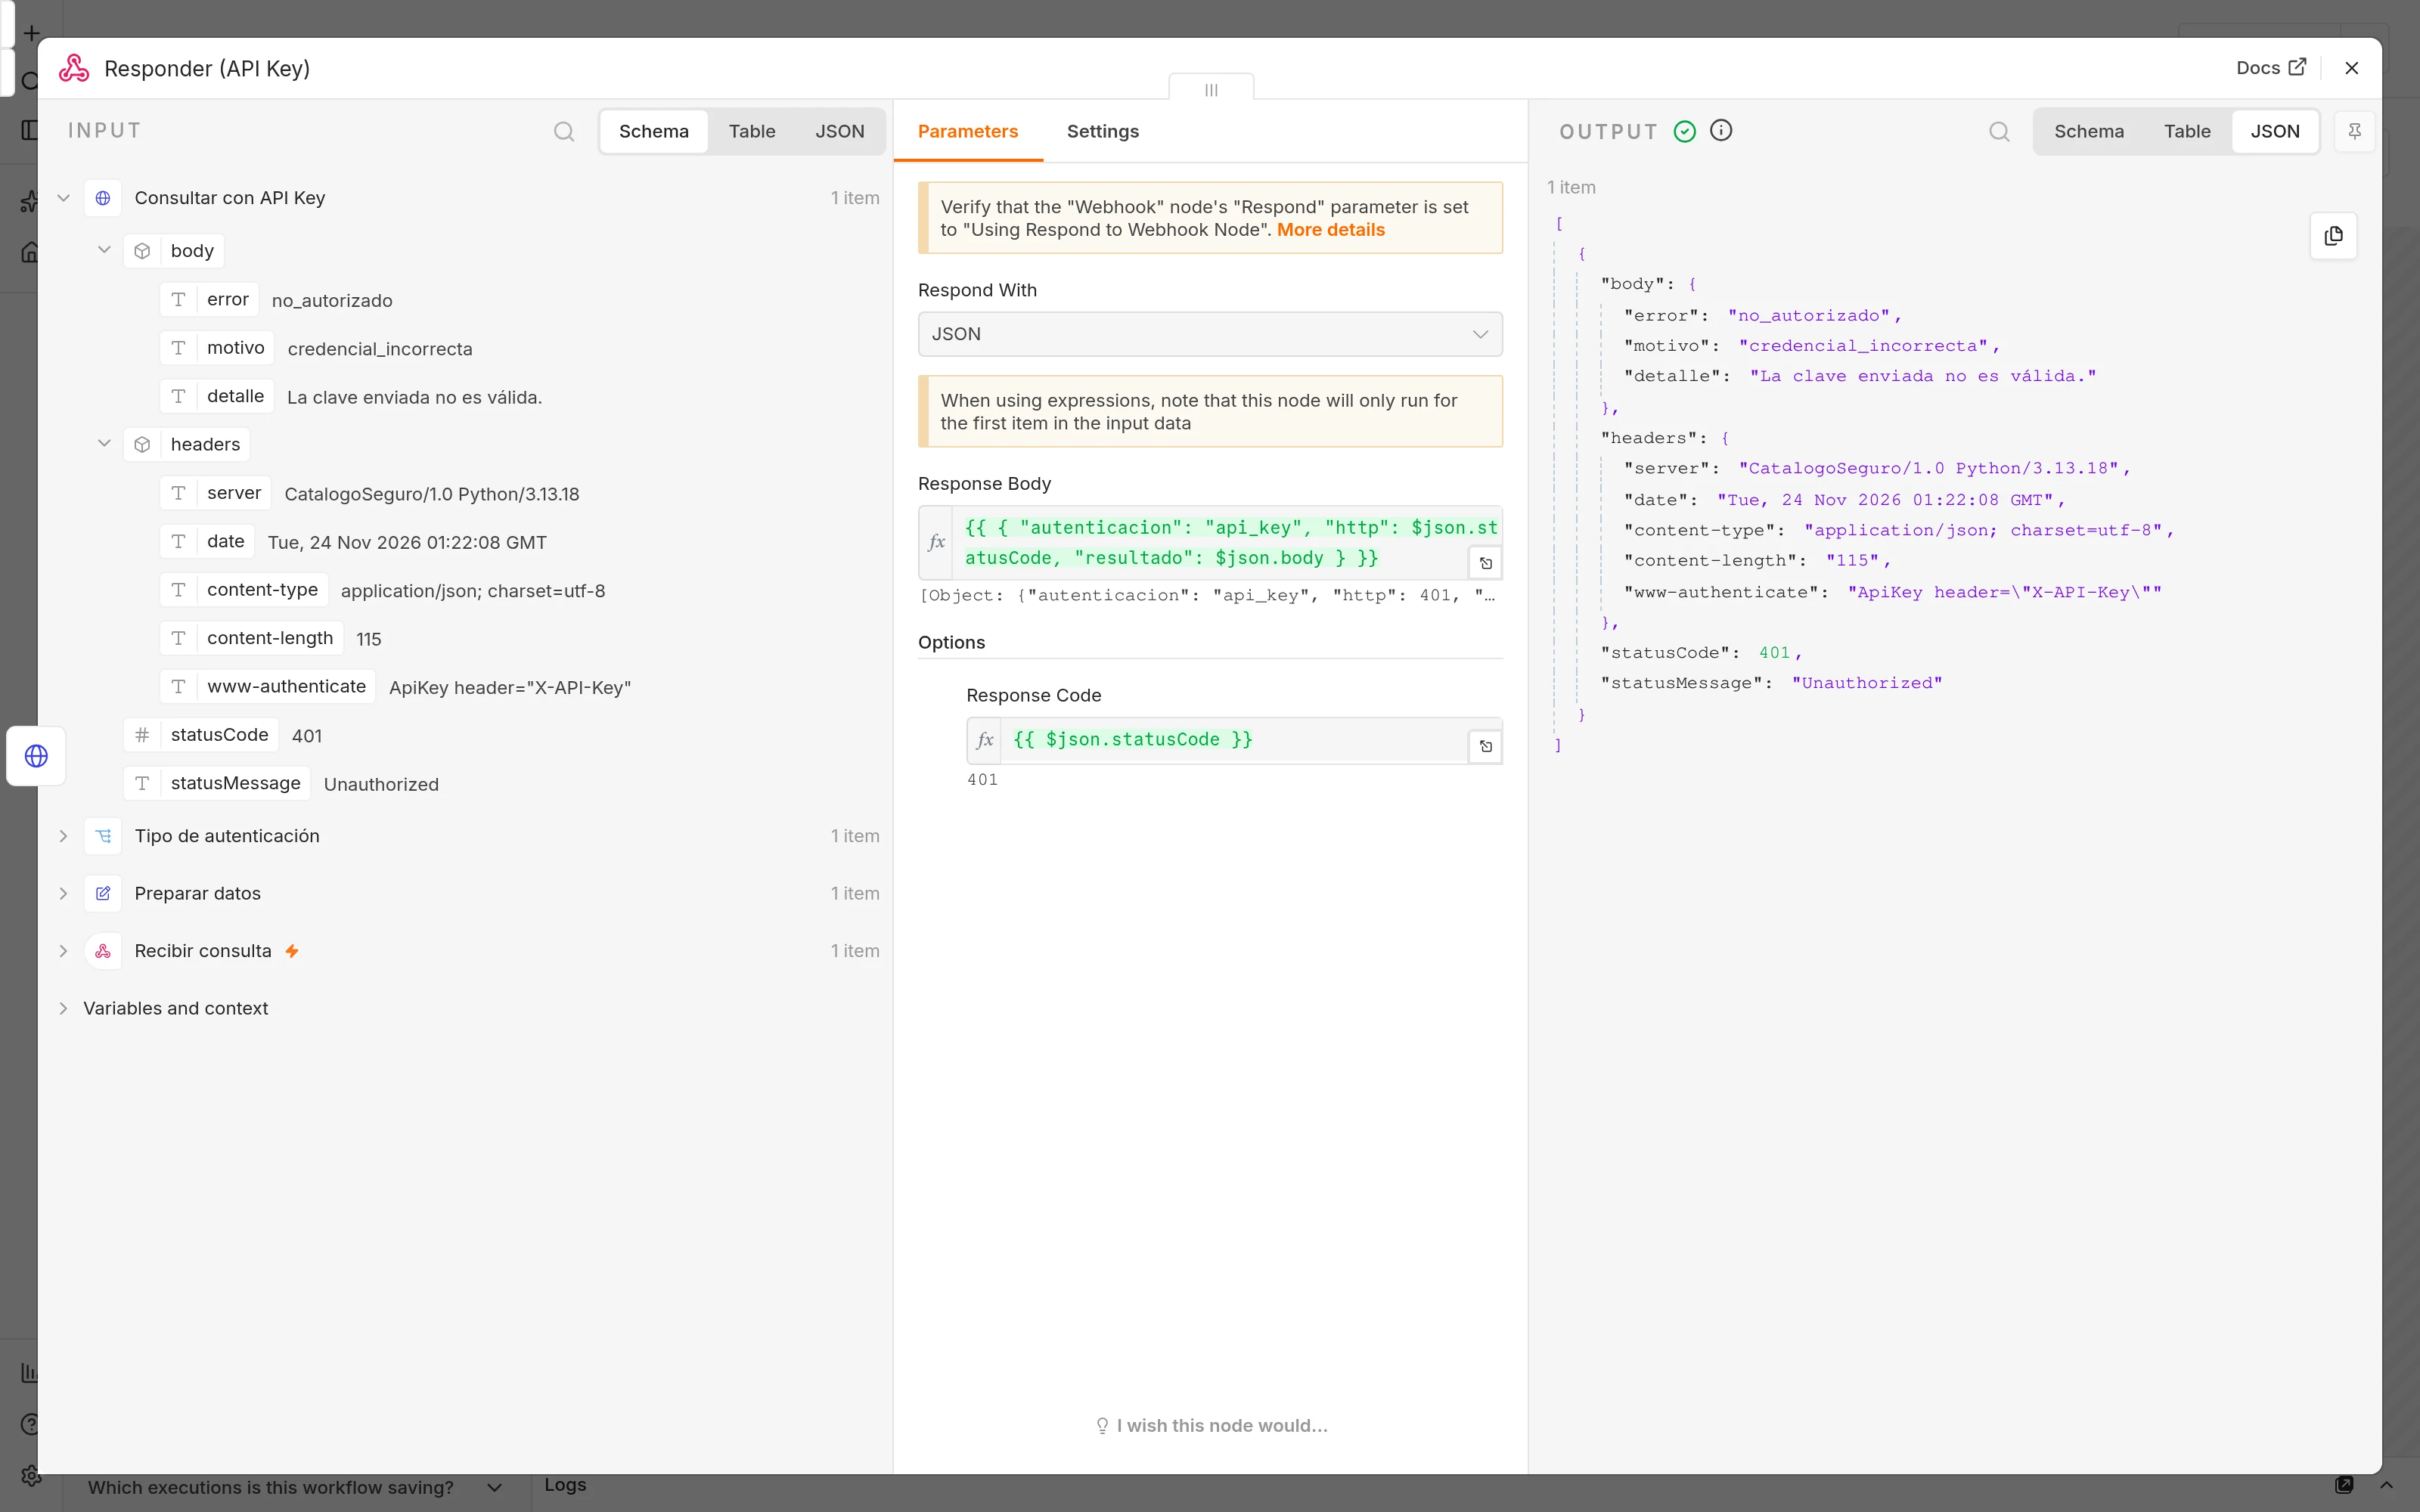 Responder (API Key)
Docs
INPUT
Schema
Table
JSON
Consultar con API Key
1 item
body
error
no_autorizado
motivo
credencial_incorrecta
detalle
La clave enviada no es válida.
headers
server
CatalogoSeguro/1.0 Python/3.13.18
date
Tue, 24 Nov 2026 01:22:08 GMT
content-type
application/json; charset=utf-8
content-length
115
www-authenticate
ApiKey header="X-API-Key"
# statusCode
401
statusMessage
Unauthorized
Tipo de autenticación
1 item
Preparar datos
1 item
Recibir consulta
1 item
Variables and context
Parameters
Settings
Verify that the "Webhook" node's "Respond" parameter is set
to "Using Respond to Webhook Node". More details
Respond With
JSON
When using expressions, note that this node will only run for
the first item in the input data
Response Body
fx
{{ { "autenticacion": "api_key", "http": $json.st
atusCode, "resultado": $json.body } }}
[Object: {"autenticacion": "api_key", "http": 401, "…
Options
Response Code
fx
{{ $json.statusCode }}
401
I wish this node would...
OUTPUT
Schema
Table
JSON
1 item
[
{
"body": {
"error": "no_autorizado",
"motivo": "credencial_incorrecta",
"detalle": "La clave enviada no es válida."
},
"headers": {
"server": "CatalogoSeguro/1.0 Python/3.13.18",
"date": "Tue, 24 Nov 2026 01:22:08 GMT",
"content-type": "application/json; charset=utf-8",
"content-length": "115",
"www-authenticate": "ApiKey header=\"X-API-Key\""
},
"statusCode": 401,
"statusMessage": "Unauthorized"
}
]
Which executions is this workflow saving?
Logs